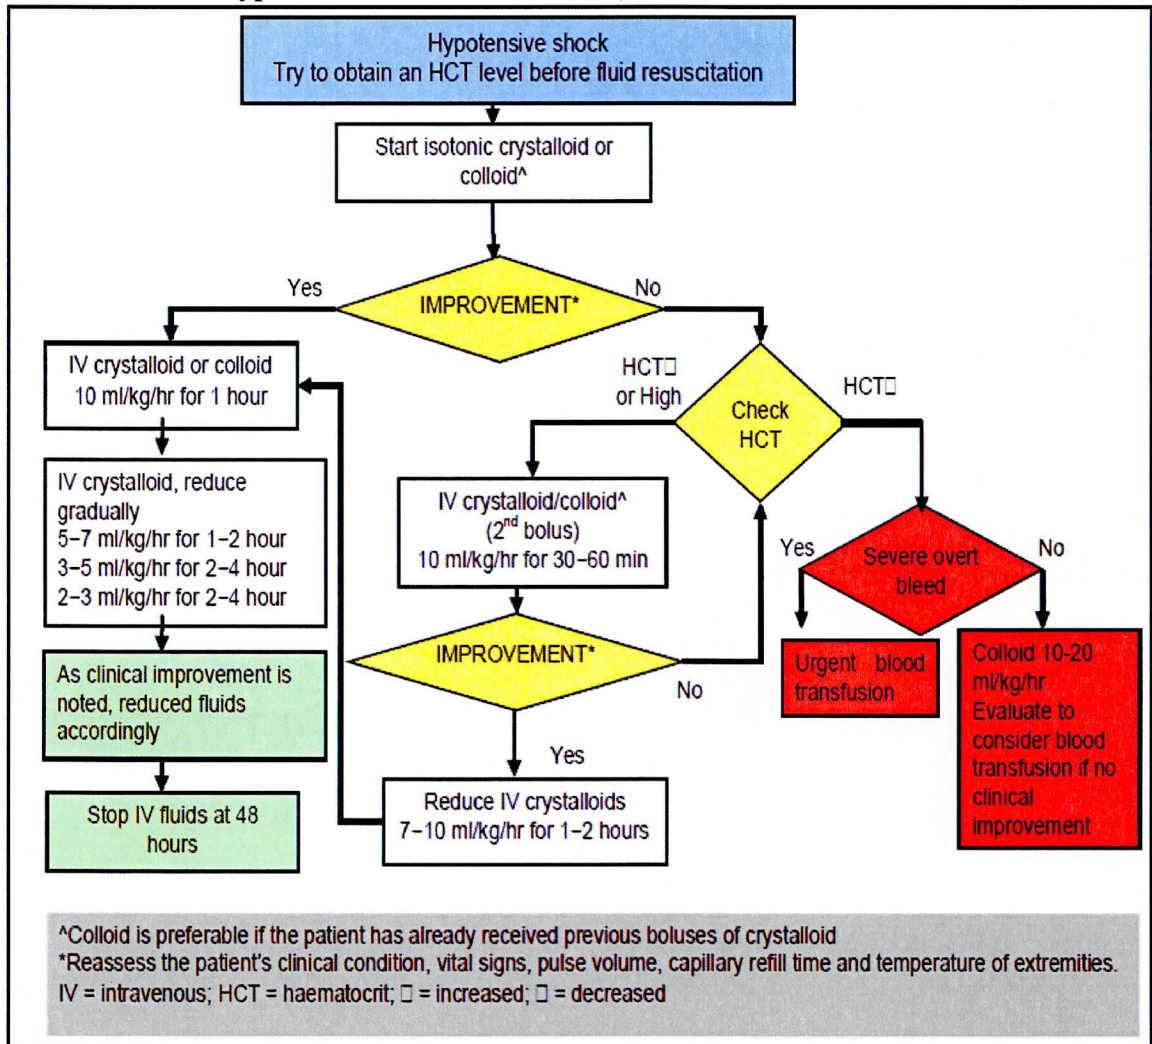 Hypotensive shock
Try to obtain an HCT level before fluid resuscitation
Start isotonic crystalloid or
colloid^
IMPROVEMENT*
Yes
No
IV crystalloid or colloid
10 ml/kg/hr for 1 hour
IV crystalloid, reduce
gradually
5–7 ml/kg/hr for 1–2 hour
3–5 ml/kg/hr for 2–4 hour
2–3 ml/kg/hr for 2–4 hour
As clinical improvement is
noted, reduced fluids
accordingly
Stop IV fluids at 48
hours
Check
HCT
HCT□
or High
HCT□
IV crystalloid/colloid^
(2nd bolus)
10 ml/kg/hr for 30–60 min
IMPROVEMENT*
No
Yes
Reduce IV crystalloids
7–10 ml/kg/hr for 1–2 hours
Severe overt
bleed
Yes
No
Urgent blood
transfusion
Colloid 10-20
ml/kg/hr
Evaluate to
consider blood
transfusion if no
clinical
improvement
^Colloid is preferable if the patient has already received previous boluses of crystalloid
*Reassess the patient's clinical condition, vital signs, pulse volume, capillary refill time and temperature of extremities.
IV = intravenous; HCT = haematocrit; □ = increased; □ = decreased